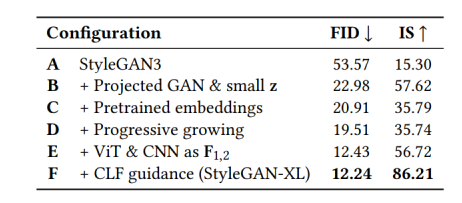 Configuration FID ↓ IS ↑
A StyleGAN3 53.57 15.30
B + Projected GAN & small z 22.98 57.62
C + Pretrained embeddings 20.91 35.79
D + Progressive growing 19.51 35.74
E + ViT & CNN as F1,2 12.43 56.72
F + CLF guidance (StyleGAN-XL) 12.24 86.21